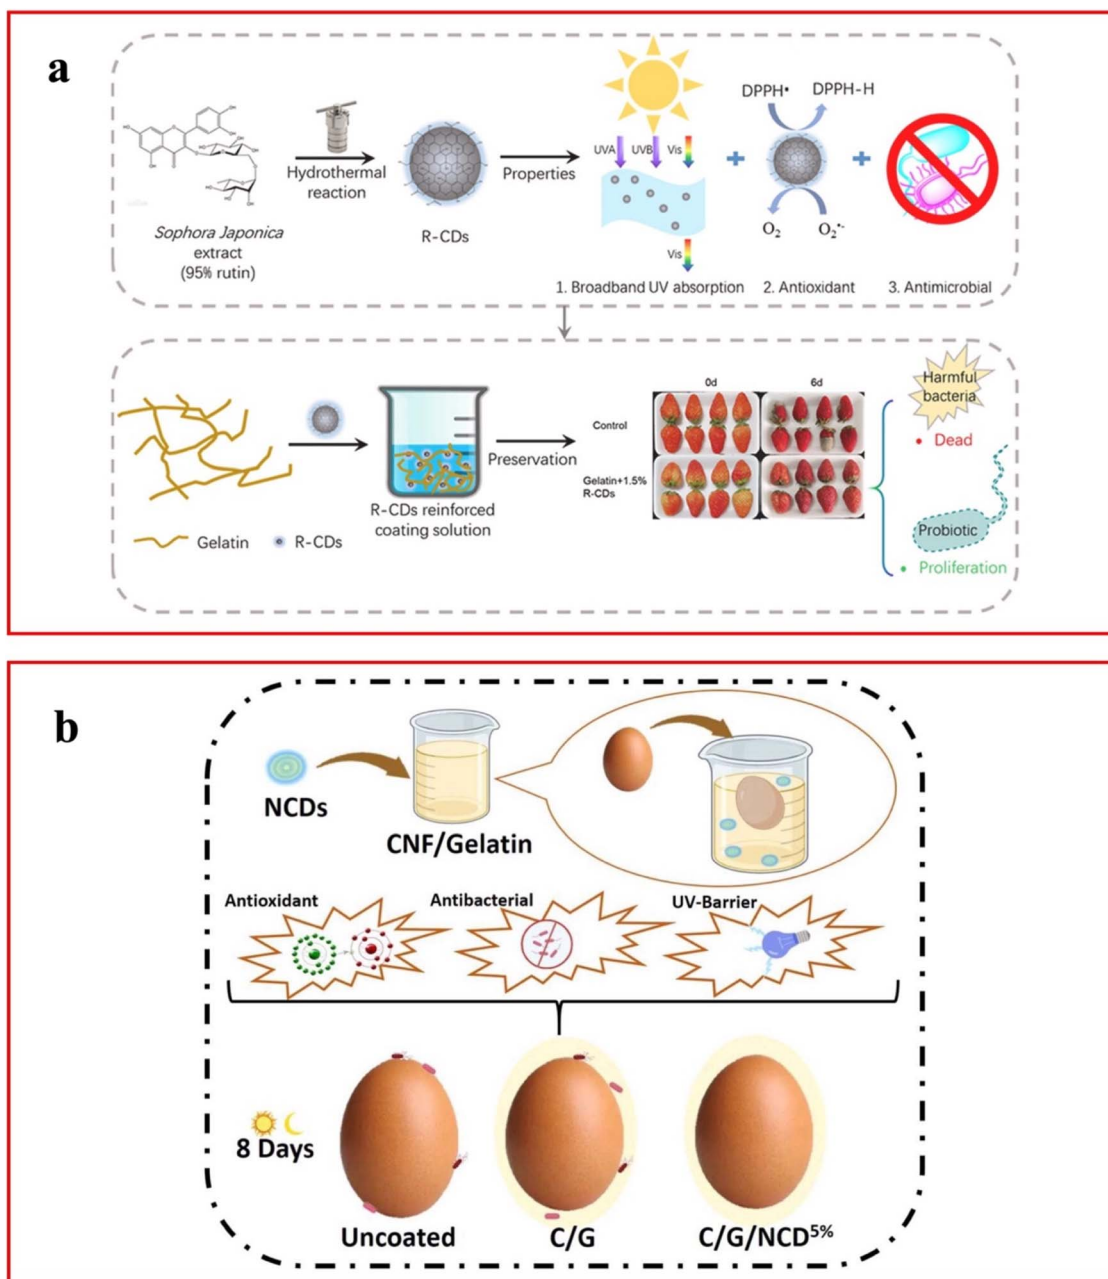 a
DPPH• DPPH-H
UVA UVB Vis
Hydrothermal
reaction
Properties
Sophora Japonica
extract
(95% rutin)
R-CDs
O₂ O₂•-
Vis
1. Broadband UV absorption 2. Antioxidant 3. Antimicrobial
0d 6d
Harmful
bacteria
• Dead
Control
Preservation
Gelatin+1.5%
R-CDs
R-CDs reinforced
coating solution
Gelatin R-CDs
Probiotic
• Proliferation
b
NCDs
CNF/Gelatin
Antioxidant Antibacterial UV-Barrier
8 Days
Uncoated C/G C/G/NCD5%